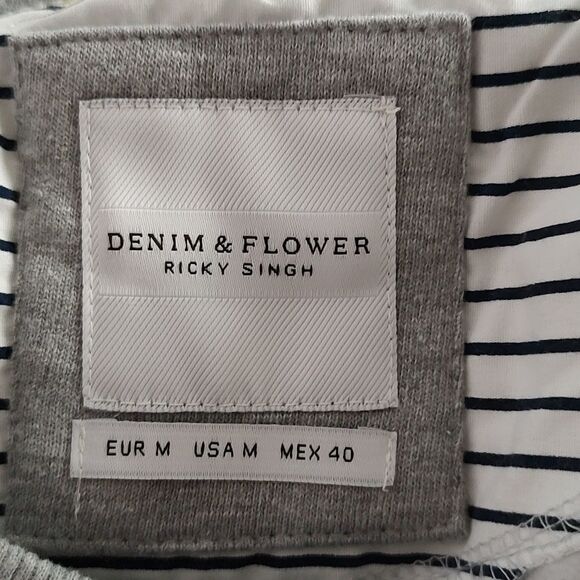 DENIM & FLOWER
RICKY SINGH
EUR M USA M MEX 40